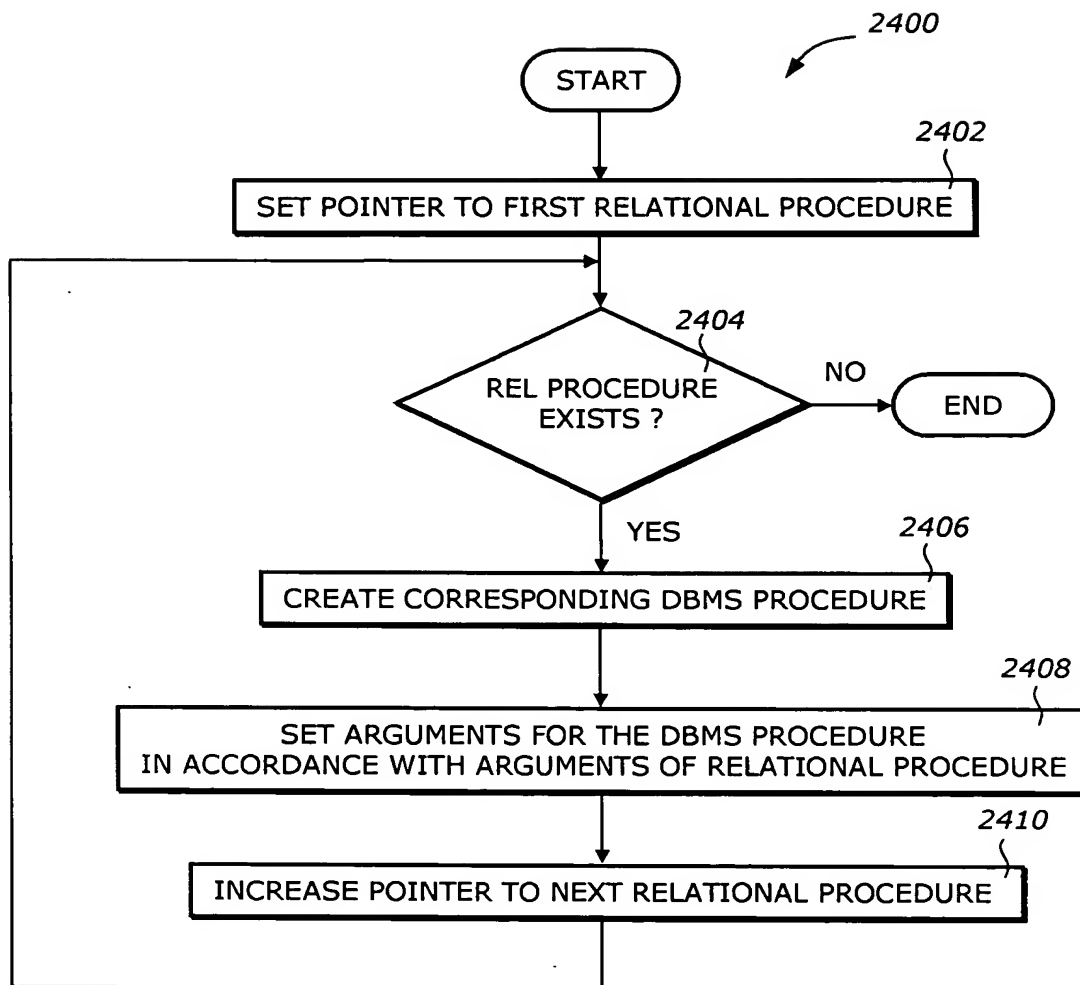 2400
START
2402
SET POINTER TO FIRST RELATIONAL PROCEDURE
2404
REL PROCEDURE
EXISTS ?
NO
END
YES
2406
CREATE CORRESPONDING DBMS PROCEDURE
2408
SET ARGUMENTS FOR THE DBMS PROCEDURE
IN ACCORDANCE WITH ARGUMENTS OF RELATIONAL PROCEDURE
2410
INCREASE POINTER TO NEXT RELATIONAL PROCEDURE